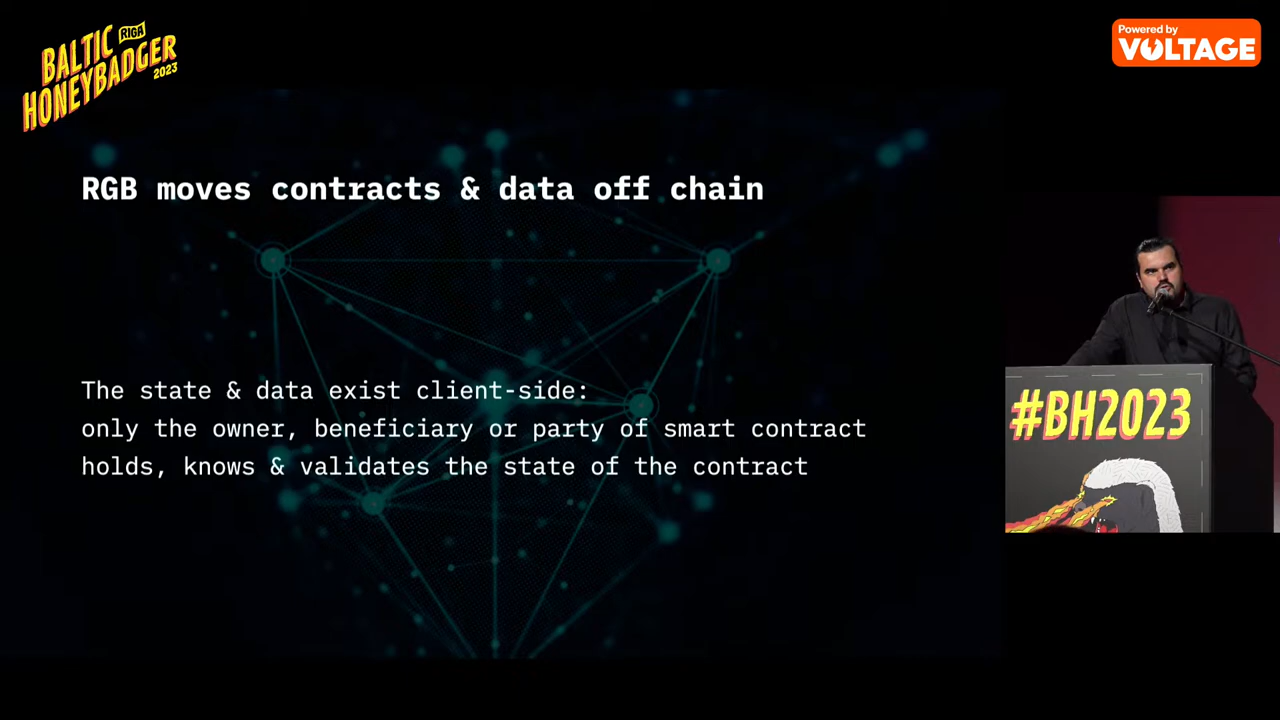 BALTIC
RIGA
HONEYBADGER
2023
Powered by
VOLTAGE
RGB moves contracts & data off chain
The state & data exist client-side:
only the owner, beneficiary or party of smart contract
holds, knows & validates the state of the contract
#BH2023